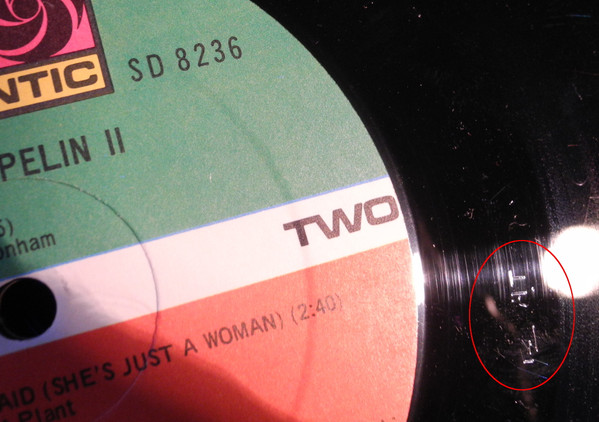 NTIC
SD 8236
PELIN II
onham
TWO
AID (SHE'S JUST A WOMAN) (2:40)
Plant